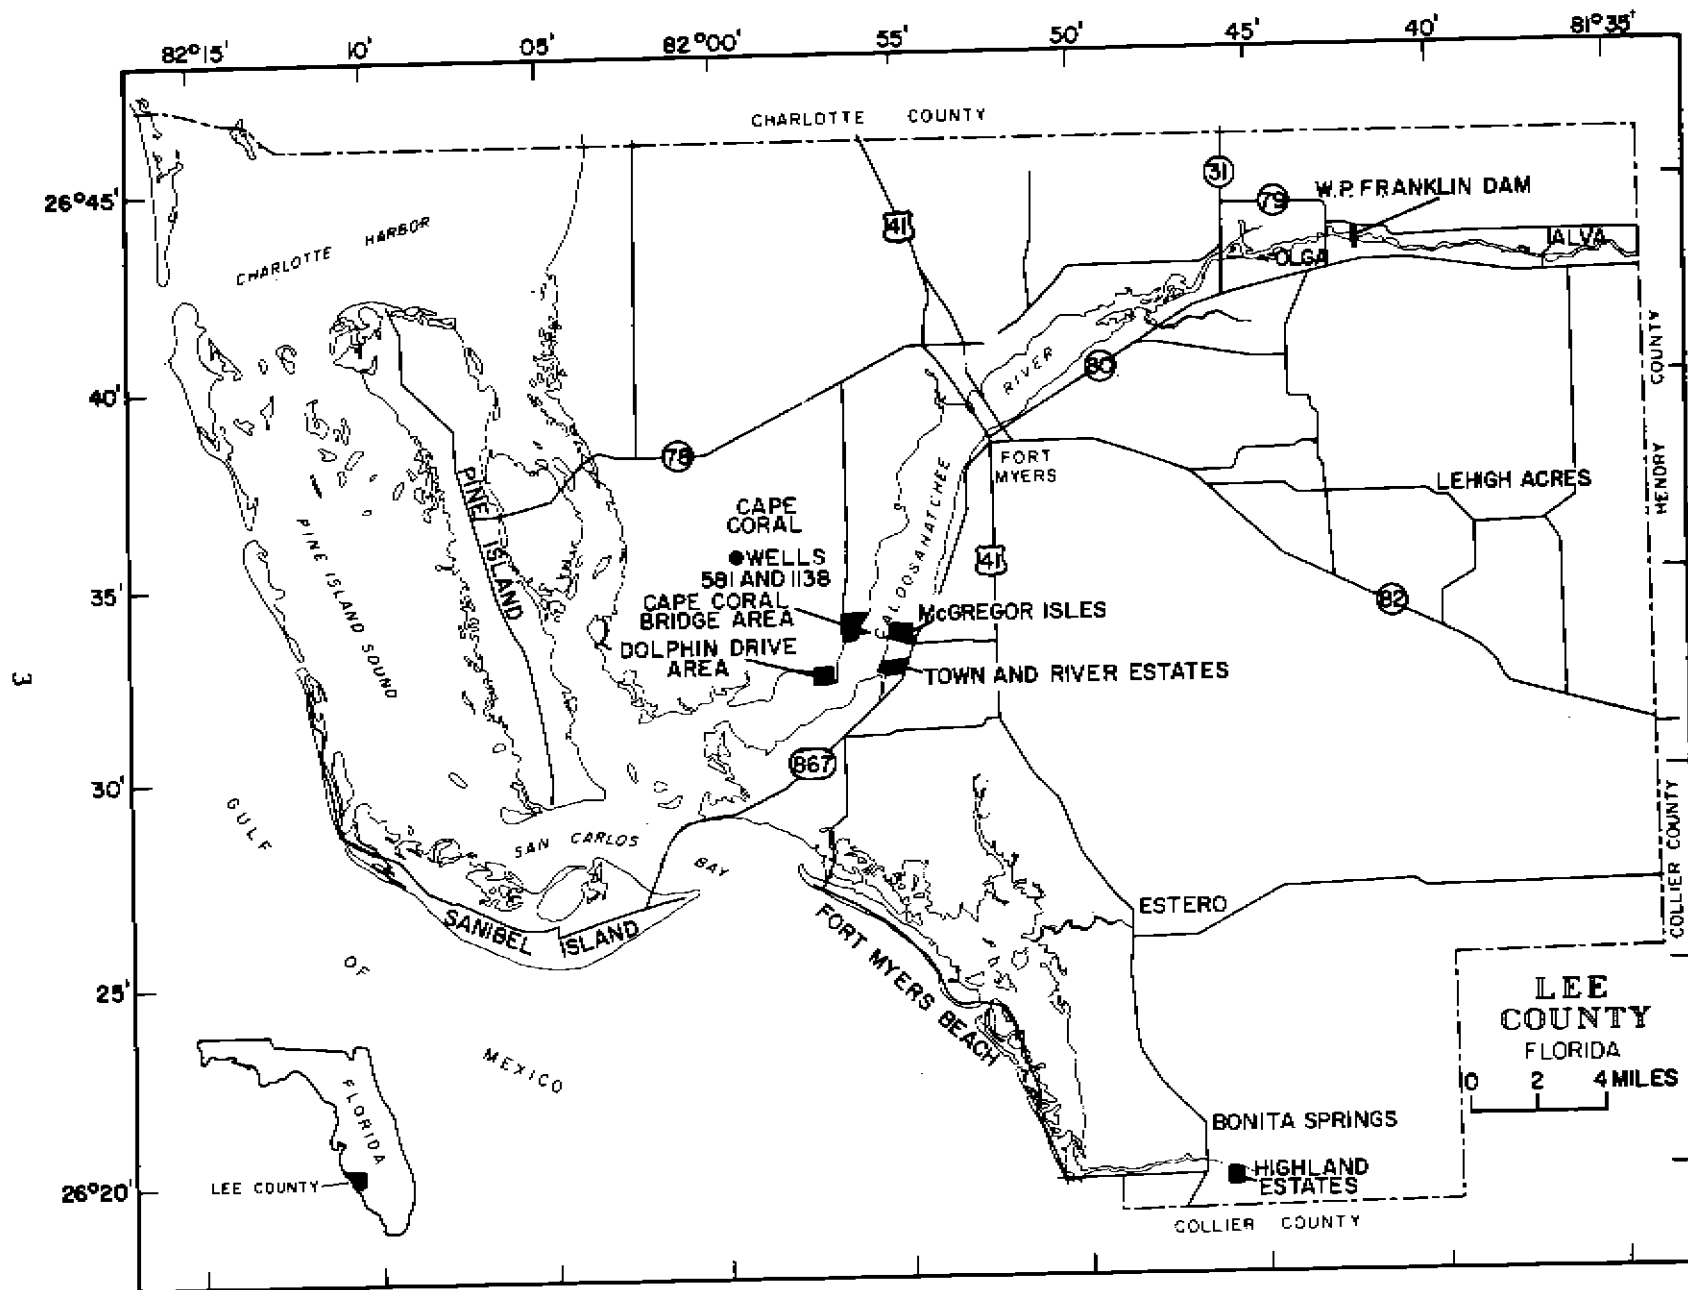 82°15'
10'
05'
82°00'
55'
50'
45'
40'
81°35'
CHARLOTTE COUNTY
31
79
W.P. FRANKLIN DAM
26°45'
41
CHARLOTTE HARBOR
ALVA
OLGA
RIVER
80
HENDRY COUNTY
40'
78
FORT
MYERS
LEHIGH ACRES
PINE ISLAND
CAPE
CORAL
CALOOSAHATCHEE
PINE ISLAND SOUND
WELLS
581 AND 1138
41
35'
CAPE CORAL
BRIDGE AREA
McGREGOR ISLES
82
DOLPHIN DRIVE
AREA
TOWN AND RIVER ESTATES
3
867
30'
GULF
OF
MEXICO
SAN CARLOS
BAY
COLLIER COUNTY
SANIBEL ISLAND
FORT MYERS BEACH
ESTERO
25'
LEE
COUNTY
FLORIDA
0 2 4 MILES
FLORIDA
LEE COUNTY
BONITA SPRINGS
26°20'
HIGHLAND
ESTATES
COLLIER COUNTY